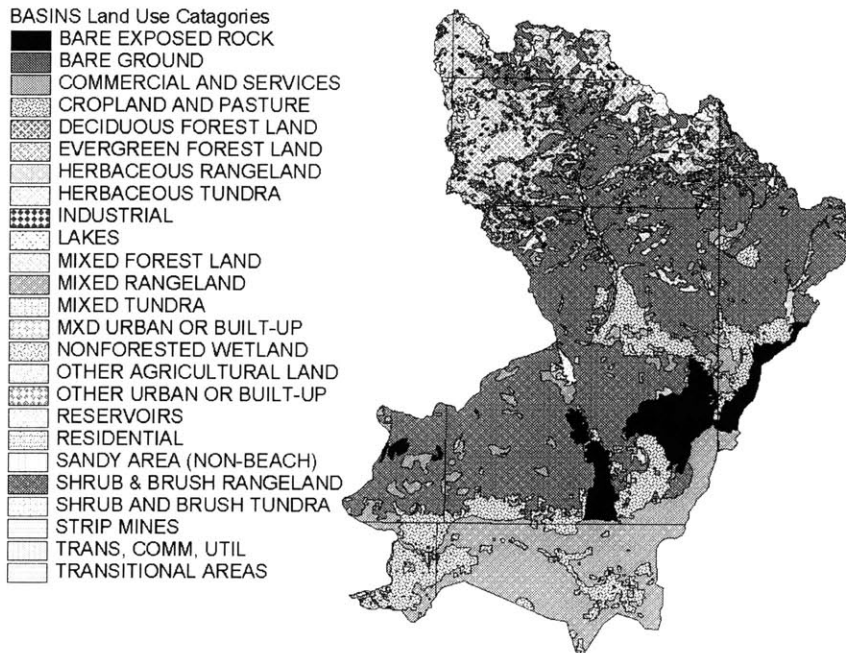 BASINS Land Use Catagories
BARE EXPOSED ROCK
BARE GROUND
COMMERCIAL AND SERVICES
CROPLAND AND PASTURE
DECIDUOUS FOREST LAND
EVERGREEN FOREST LAND
HERBACEOUS RANGELAND
HERBACEOUS TUNDRA
INDUSTRIAL
LAKES
MIXED FOREST LAND
MIXED RANGELAND
MIXED TUNDRA
MXD URBAN OR BUILT-UP
NONFORESTED WETLAND
OTHER AGRICULTURAL LAND
OTHER URBAN OR BUILT-UP
RESERVOIRS
RESIDENTIAL
SANDY AREA (NON-BEACH)
SHRUB & BRUSH RANGELAND
SHRUB AND BRUSH TUNDRA
STRIP MINES
TRANS, COMM, UTIL
TRANSITIONAL AREAS